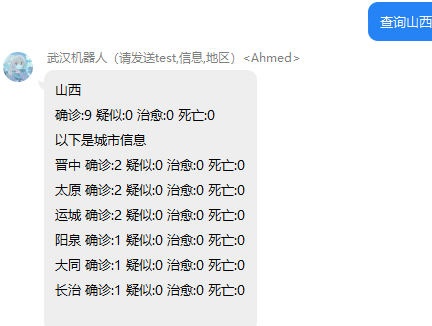 查询山西
武汉机器人（请发送test,信息,地区）<Ahmed>
山西
确诊:9 疑似:0 治愈:0 死亡:0
以下是城市信息
晋中 确诊:2 疑似:0 治愈:0 死亡:0
太原 确诊:2 疑似:0 治愈:0 死亡:0
运城 确诊:2 疑似:0 治愈:0 死亡:0
阳泉 确诊:1 疑似:0 治愈:0 死亡:0
大同 确诊:1 疑似:0 治愈:0 死亡:0
长治 确诊:1 疑似:0 治愈:0 死亡:0